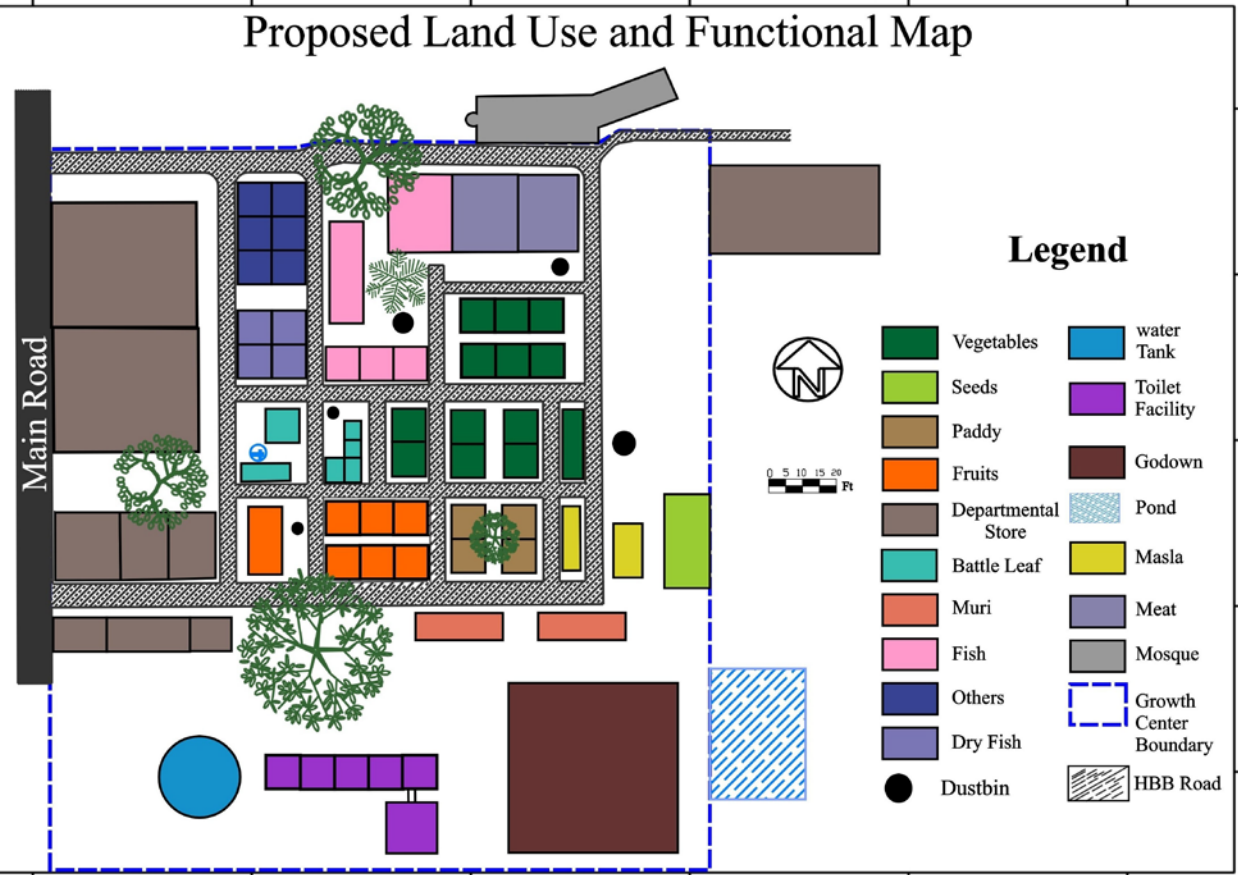 Proposed Land Use and Functional Map
Main Road
N
0 5 10 15 20
Ft
Legend
Vegetables
Seeds
Paddy
Fruits
Departmental
Store
Battle Leaf
Muri
Fish
Others
Dry Fish
Dustbin
water
Tank
Toilet
Facility
Godown
Pond
Masla
Meat
Mosque
Growth
Center
Boundary
HBB Road